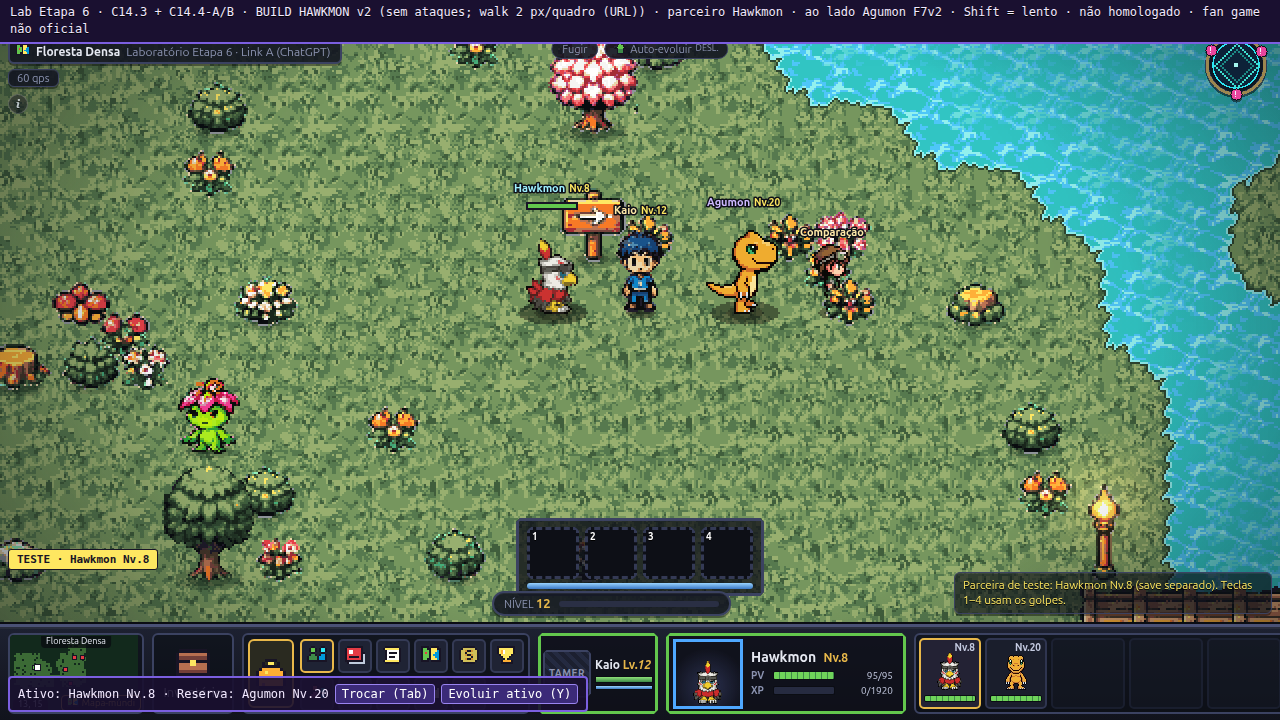 Lab Etapa 6 · C14.3 + C14.4-A/B · BUILD HAWKMON v2 (sem ataques; walk 2 px/quadro (URL)) · parceiro Hawkmon · ao lado Agumon F7v2 · Shift = lento · não homologado · fan game
não oficial
Floresta Densa Laboratório Etapa 6 · Link A (ChatGPT)
Fugir
Auto-evoluir DESL.
60 qps
i
Hawkmon Nv.8
Kaio Nv.12
Agumon Nv.20
Comparação
TESTE · Hawkmon Nv.8
1 2 3 4
NÍVEL 12
Parceira de teste: Hawkmon Nv.8 (save separado). Teclas
1–4 usam os golpes.
Floresta Densa
TAMER
Kaio Lv.12
Hawkmon Nv.8
PV 95/95
XP 0/1920
Nv.8
Nv.20
Ativo: Hawkmon Nv.8 · Reserva: Agumon Nv.20 Trocar (Tab) Evoluir ativo (Y)